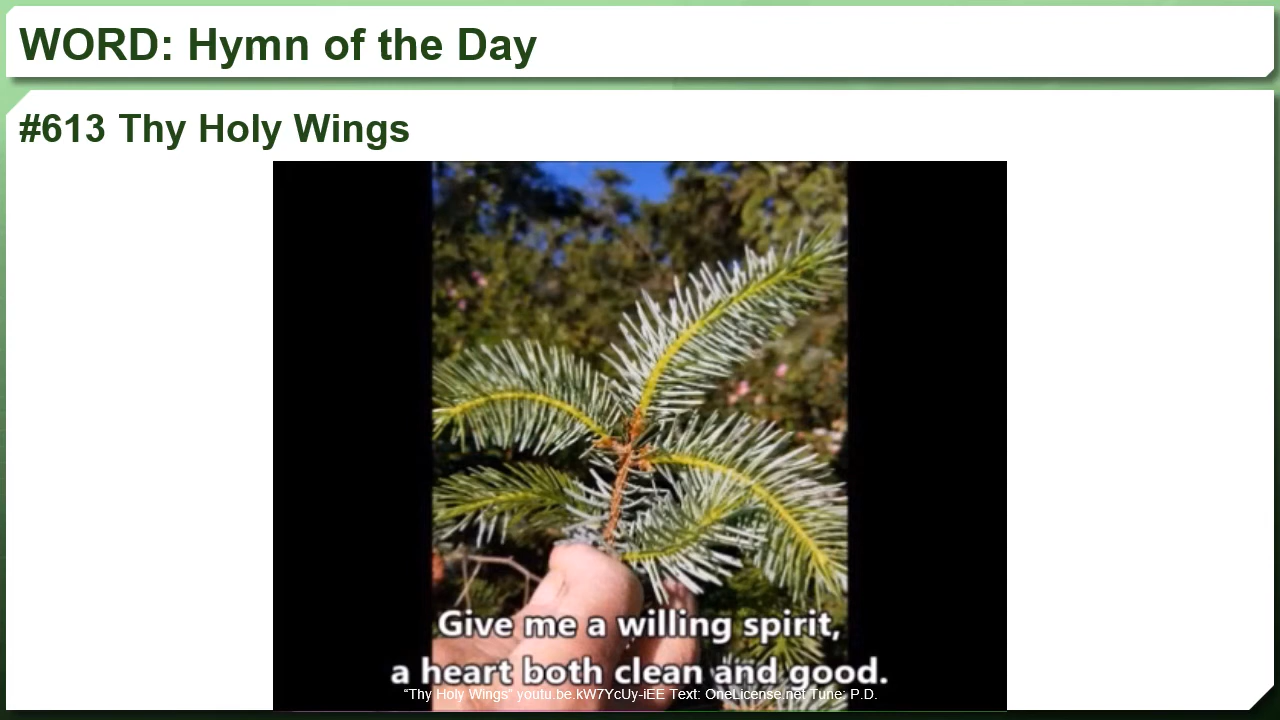 WORD: Hymn of the Day
#613 Thy Holy Wings
Give me a willing spirit,
a heart both clean and good.
“Thy Holy Wings” youtu.be.kW7YcUy-iEE Text: OneLicense.net Tune: P.D.